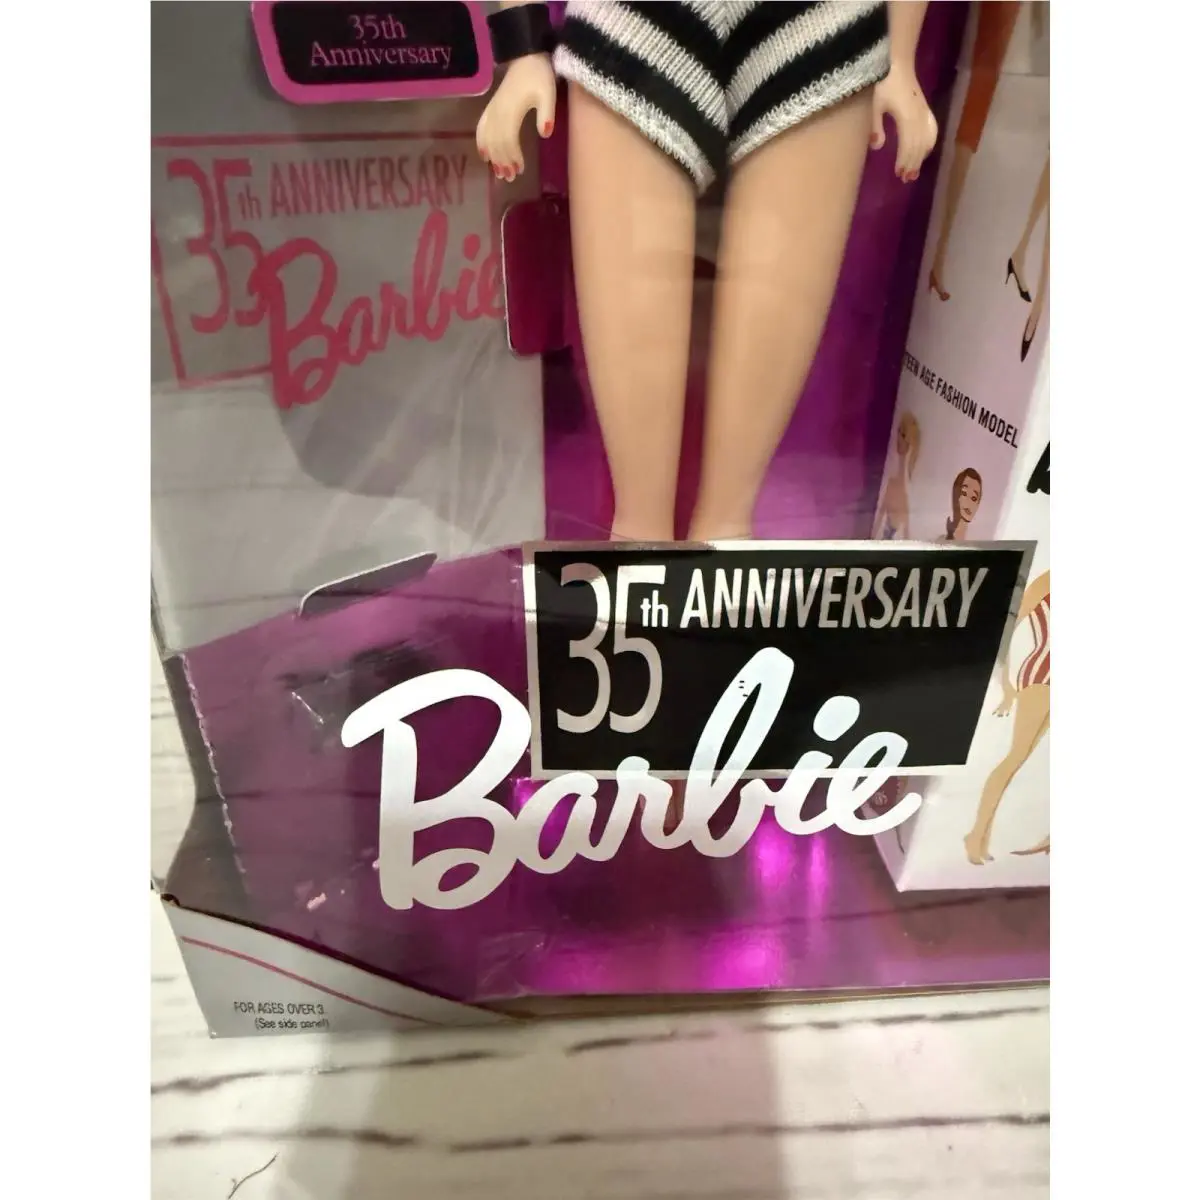 35th
Anniversary
35th ANNIVERSARY
Barbie
TEEN AGE FASHION MODEL
35th ANNIVERSARY
Barbie
FOR AGES OVER 3.
(See side panel)